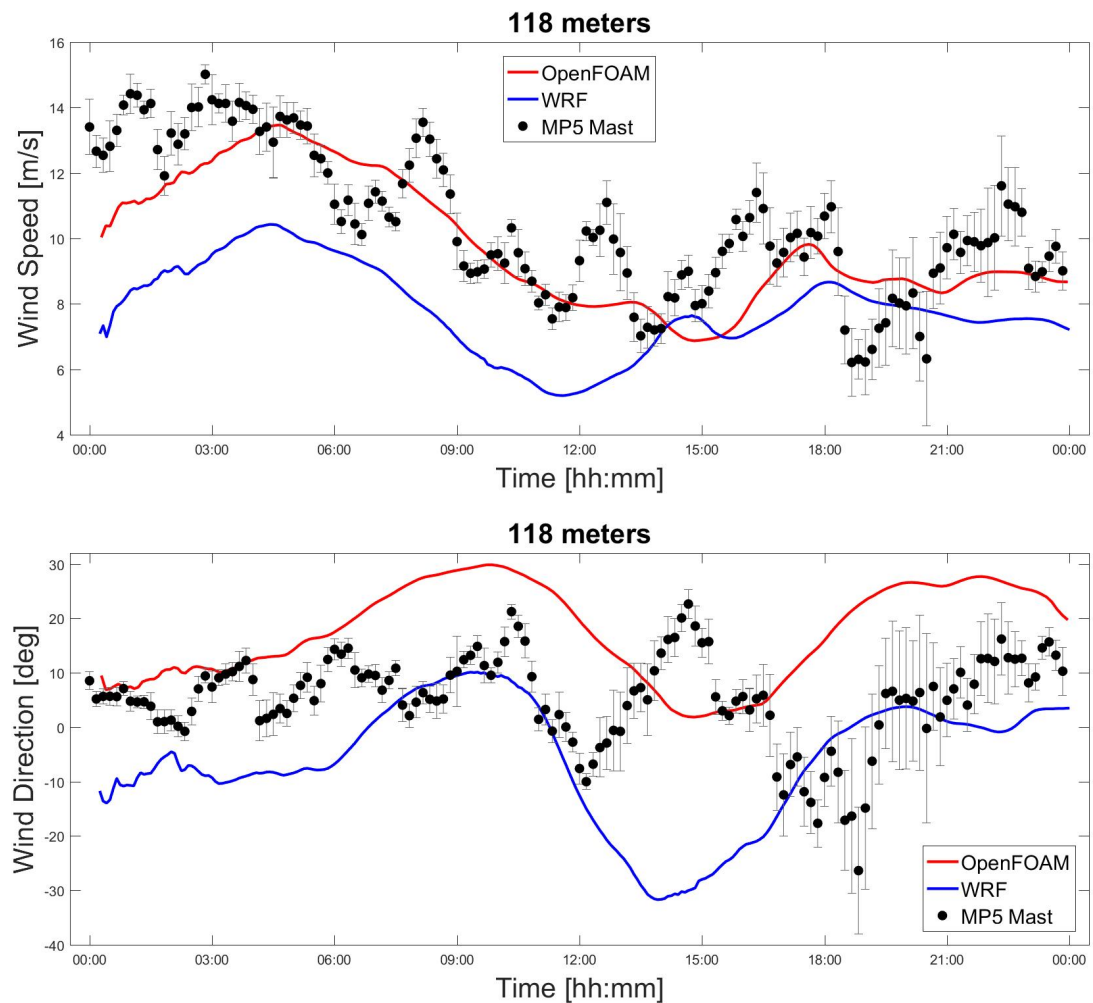 118 meters
16
14
12
10
8
6
4
Wind Speed [m/s]
OpenFOAM
WRF
MP5 Mast
00:00 03:00 06:00 09:00 12:00 15:00 18:00 21:00 00:00
Time [hh:mm]
118 meters
30
20
10
0
-10
-20
-30
-40
Wind Direction [deg]
OpenFOAM
WRF
MP5 Mast
00:00 03:00 06:00 09:00 12:00 15:00 18:00 21:00 00:00
Time [hh:mm]